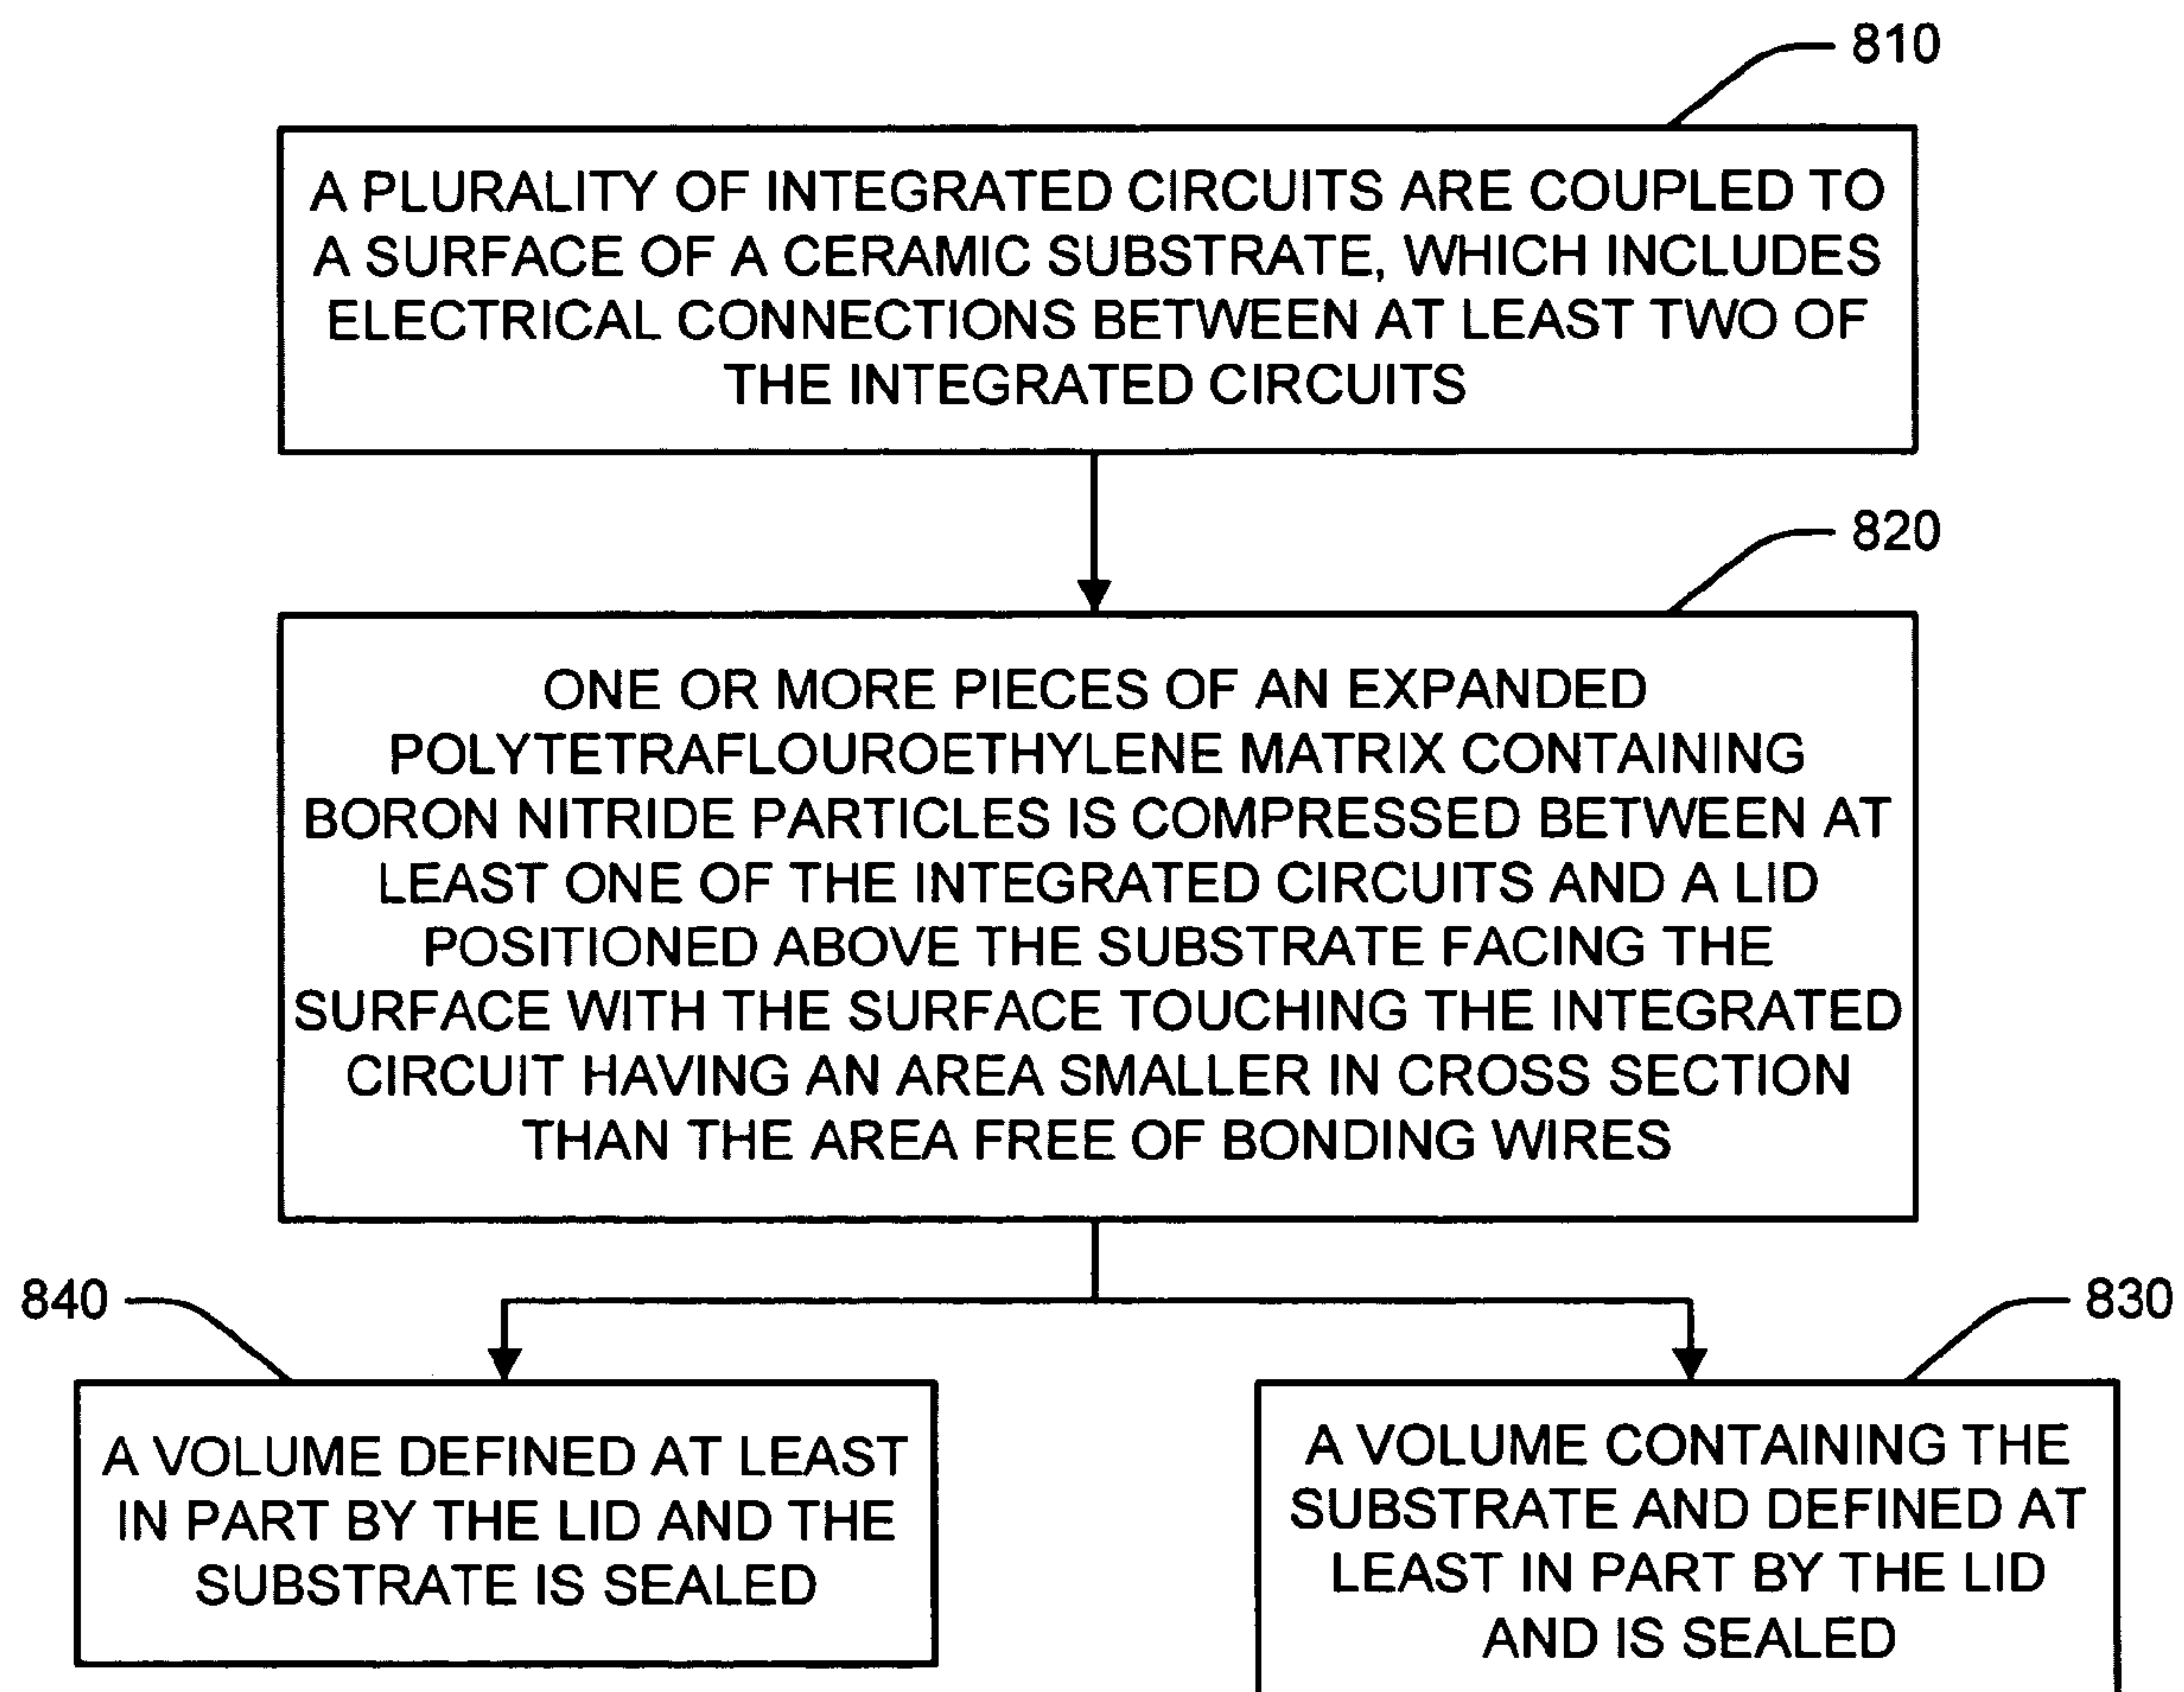 810
A PLURALITY OF INTEGRATED CIRCUITS ARE COUPLED TO
A SURFACE OF A CERAMIC SUBSTRATE, WHICH INCLUDES
ELECTRICAL CONNECTIONS BETWEEN AT LEAST TWO OF
THE INTEGRATED CIRCUITS
820
ONE OR MORE PIECES OF AN EXPANDED
POLYTETRAFLOUROETHYLENE MATRIX CONTAINING
BORON NITRIDE PARTICLES IS COMPRESSED BETWEEN AT
LEAST ONE OF THE INTEGRATED CIRCUITS AND A LID
POSITIONED ABOVE THE SUBSTRATE FACING THE
SURFACE WITH THE SURFACE TOUCHING THE INTEGRATED
CIRCUIT HAVING AN AREA SMALLER IN CROSS SECTION
THAN THE AREA FREE OF BONDING WIRES
840
A VOLUME DEFINED AT LEAST
IN PART BY THE LID AND THE
SUBSTRATE IS SEALED
830
A VOLUME CONTAINING THE
SUBSTRATE AND DEFINED AT
LEAST IN PART BY THE LID
AND IS SEALED